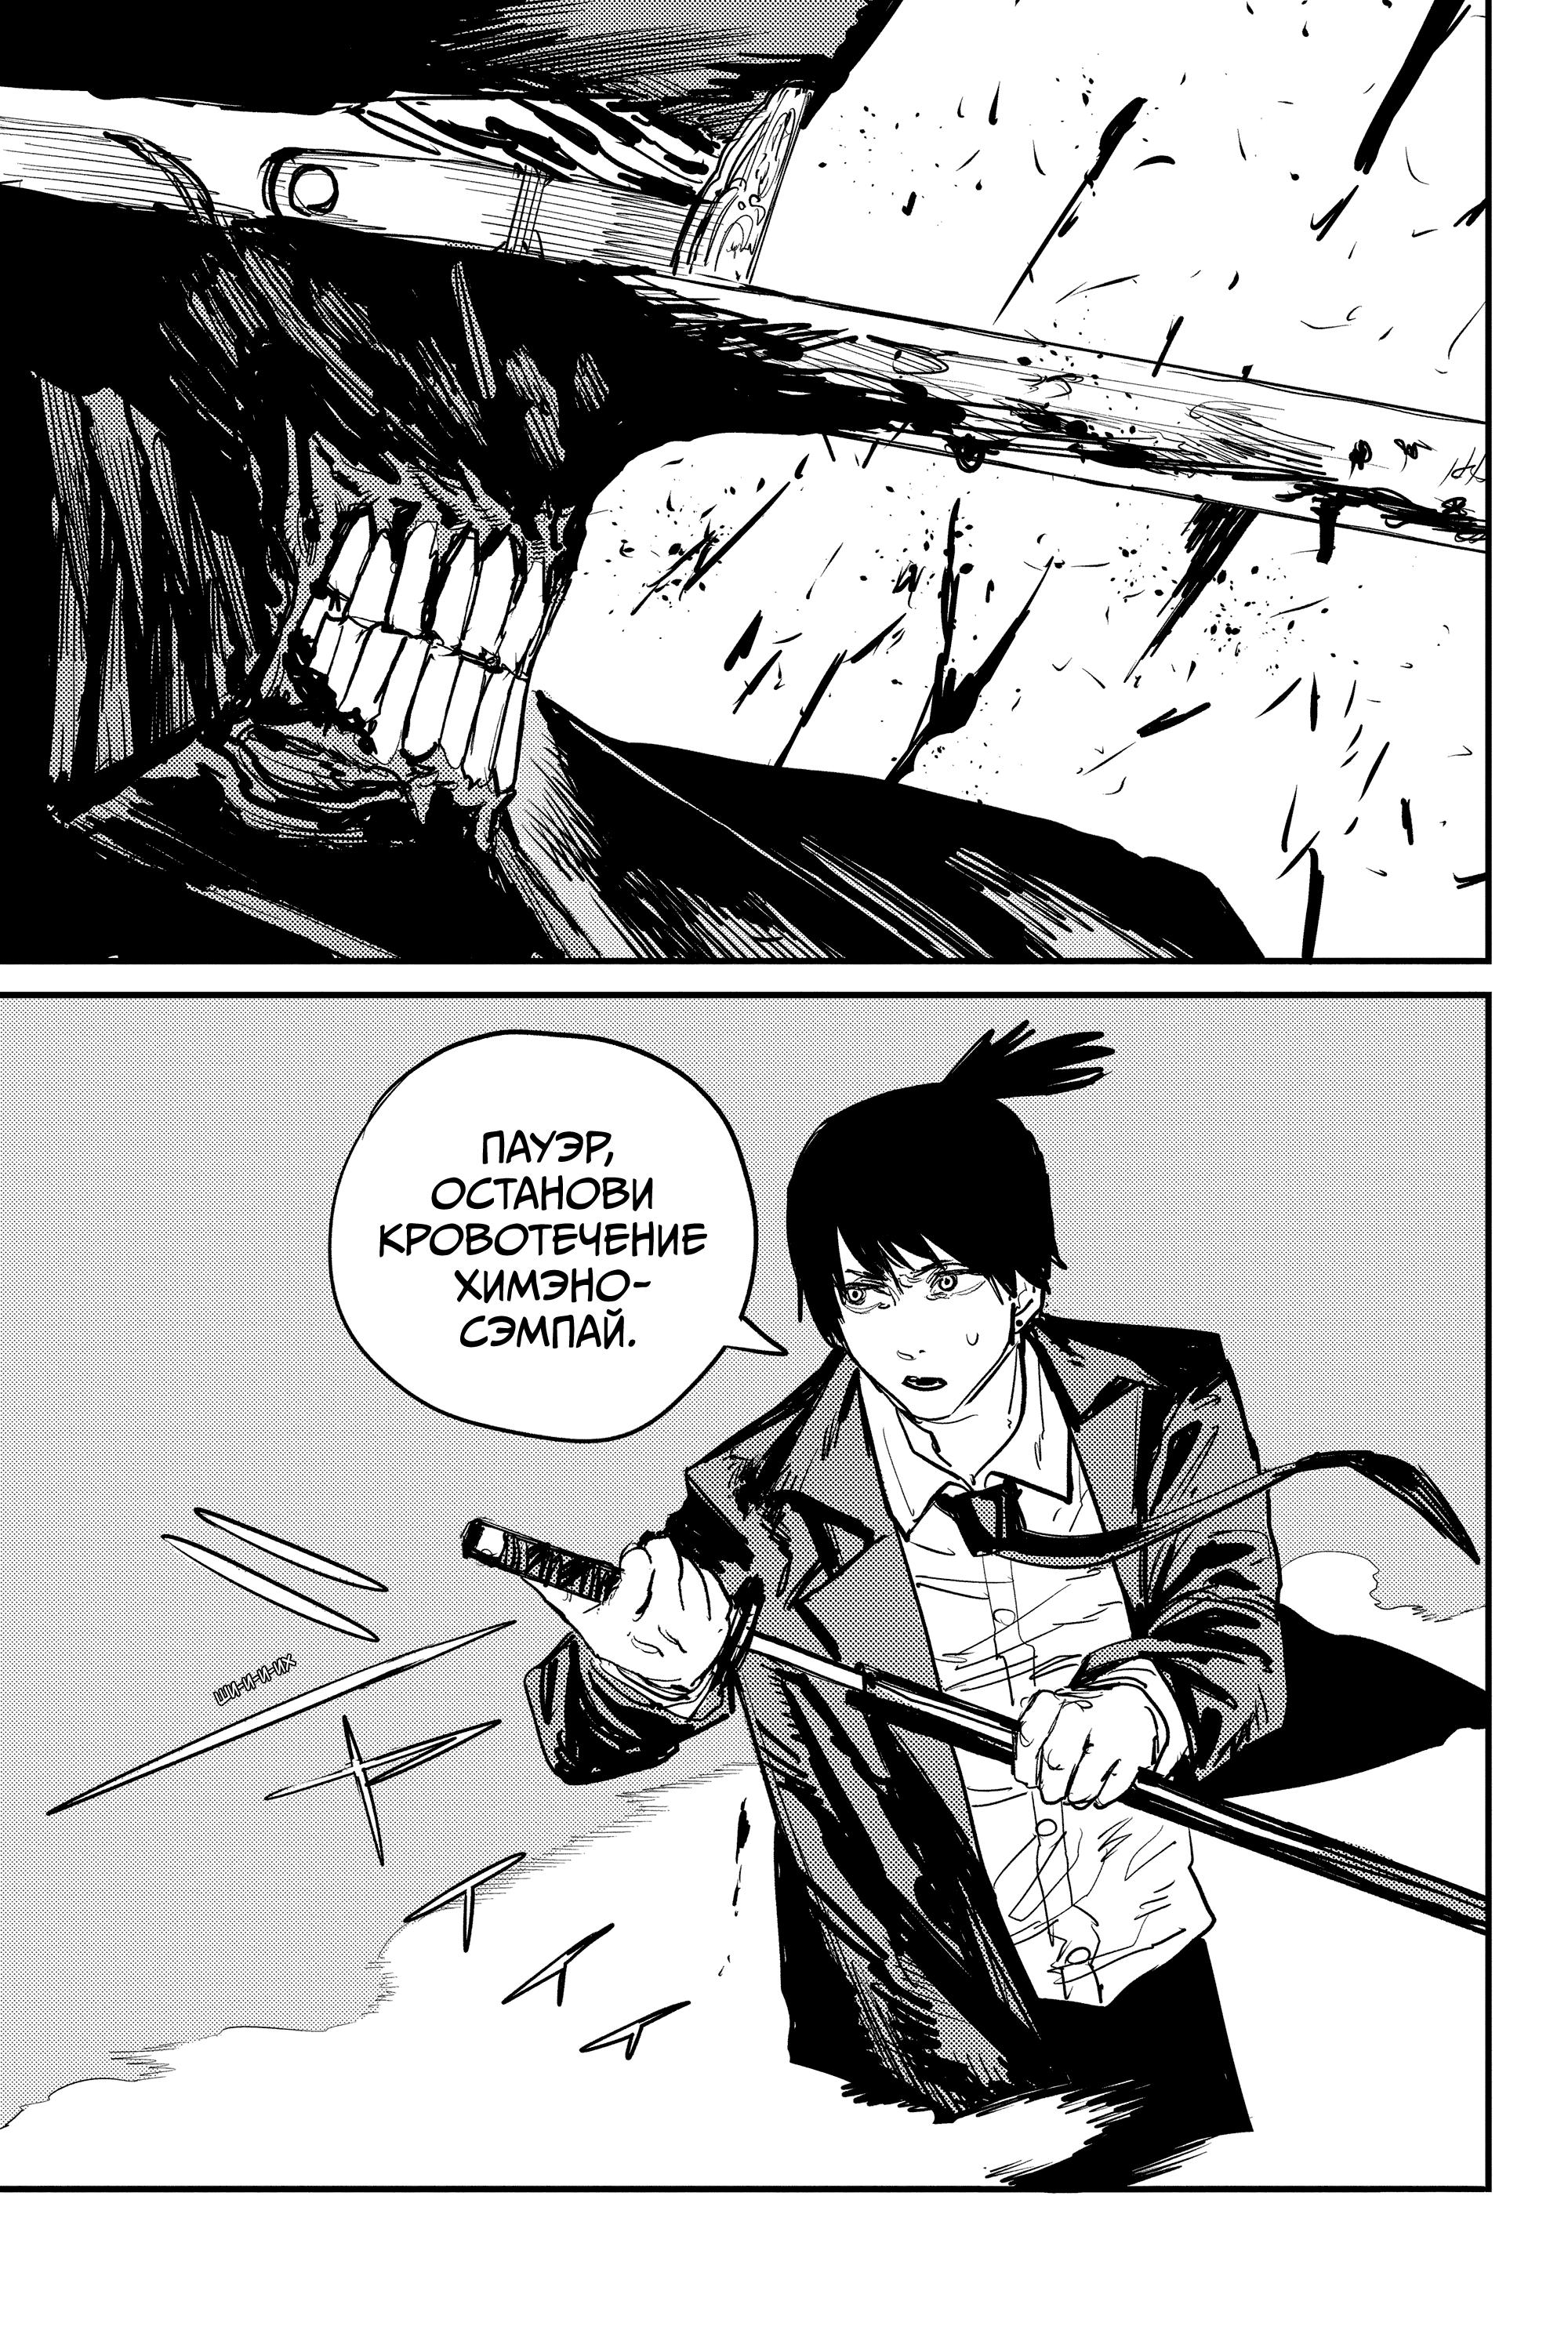 ПАУЭР,
ОСТАНОВИ
КРОВОТЕЧЕНИЕ
ХИМЭНО-
СЭМПАЙ.
ШИ-И-И-ИХ